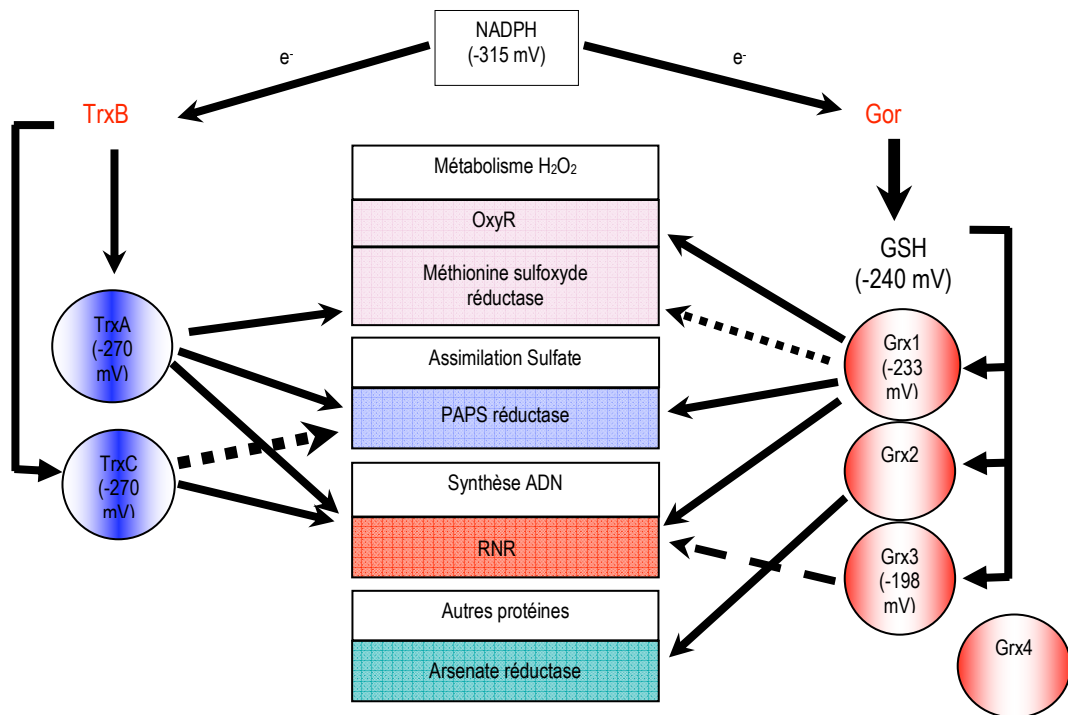 NADPH
(-315 mV)
e-
e-
TrxB
Gor
Métabolisme H₂O₂
OxyR
Méthionine sulfoxyde
réductase
GSH
(-240 mV)
TrxA
(-270
mV)
Assimilation Sulfate
PAPS réductase
Grx1
(-233
mV)
TrxC
(-270
mV)
Grx2
Synthèse ADN
RNR
Grx3
(-198
mV)
Autres protéines
Arsenate réductase
Grx4